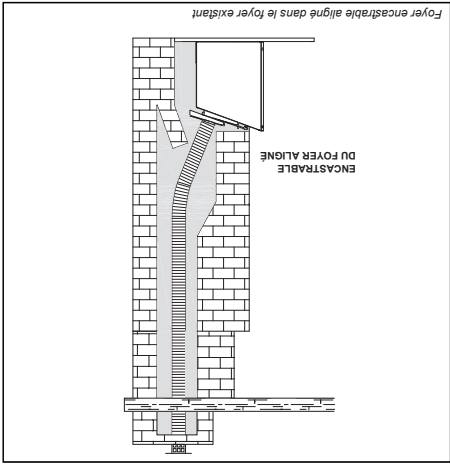 ENCASTRABLE
DU FOYER ALIGNÉ
Foyer encastrable aligné dans le foyer existant